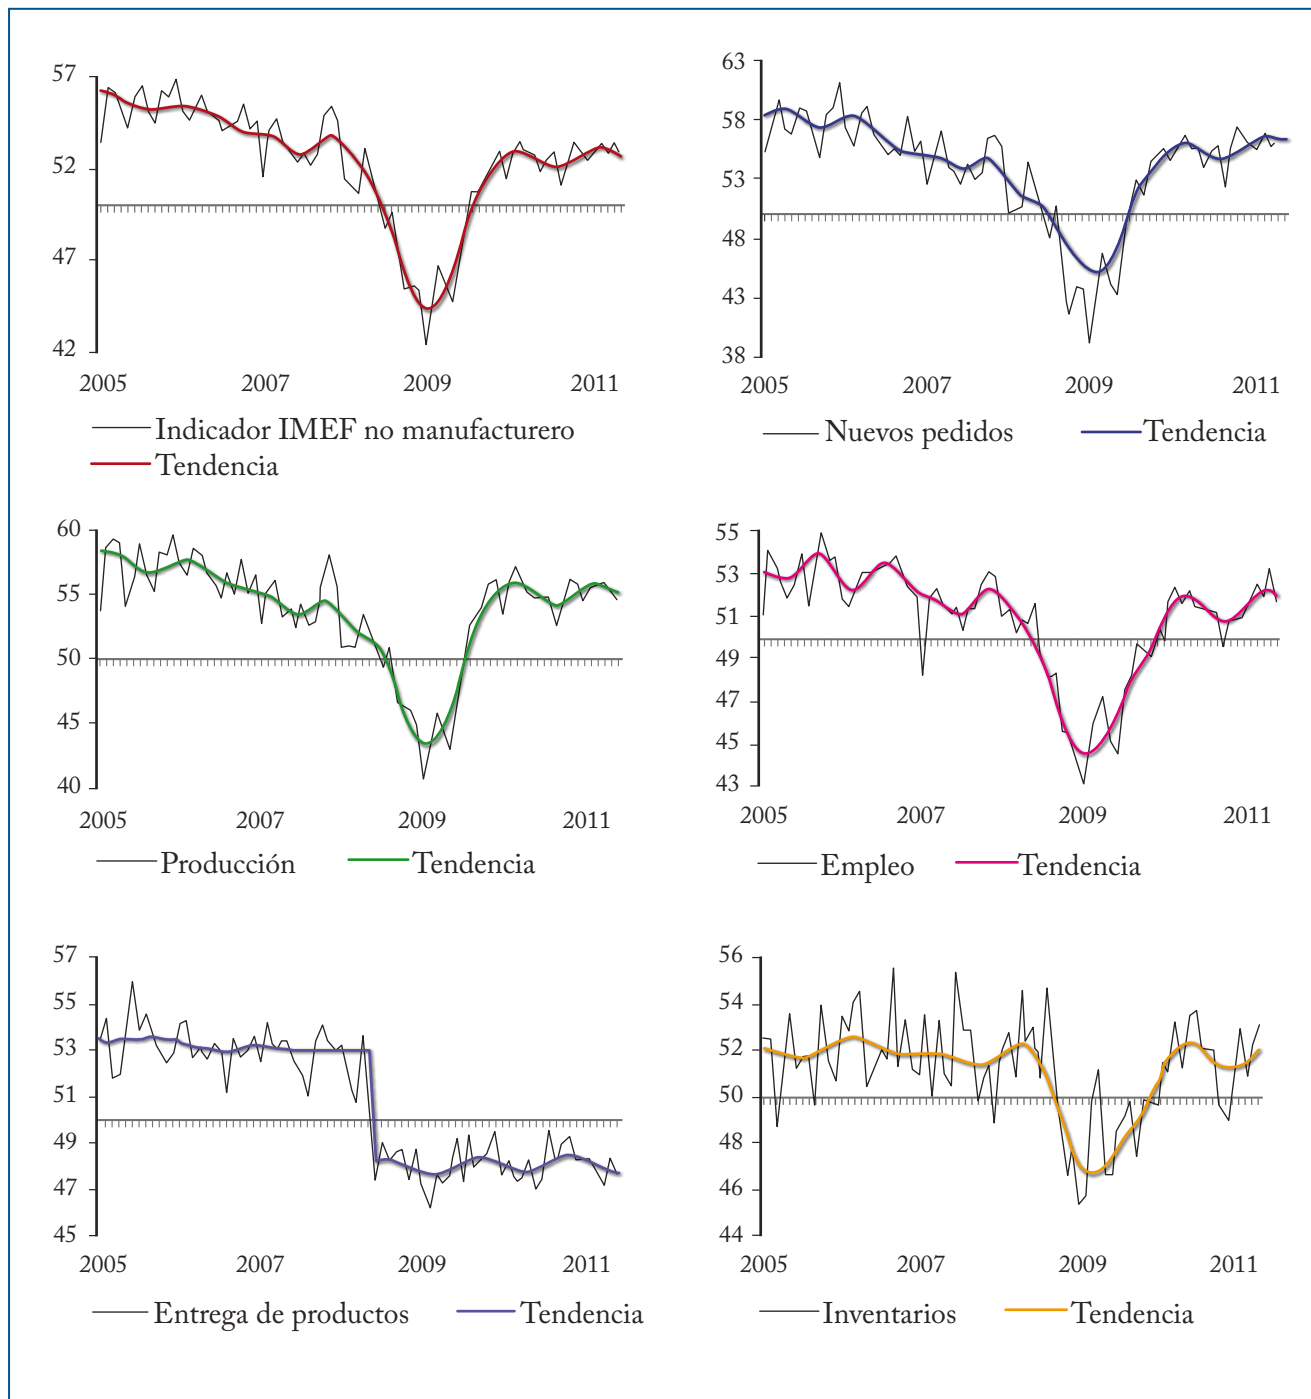 57
52
47
42
2005 2007 2009 2011
Indicador IMEF no manufacturero
Tendencia
63
58
53
48
43
38
2005 2007 2009 2011
Nuevos pedidos Tendencia
60
55
50
45
40
2005 2007 2009 2011
Producción Tendencia
55
53
51
49
47
45
43
2005 2007 2009 2011
Empleo Tendencia
57
55
53
51
49
47
45
2005 2007 2009 2011
Entrega de productos Tendencia
56
54
52
50
48
46
44
2005 2007 2009 2011
Inventarios Tendencia